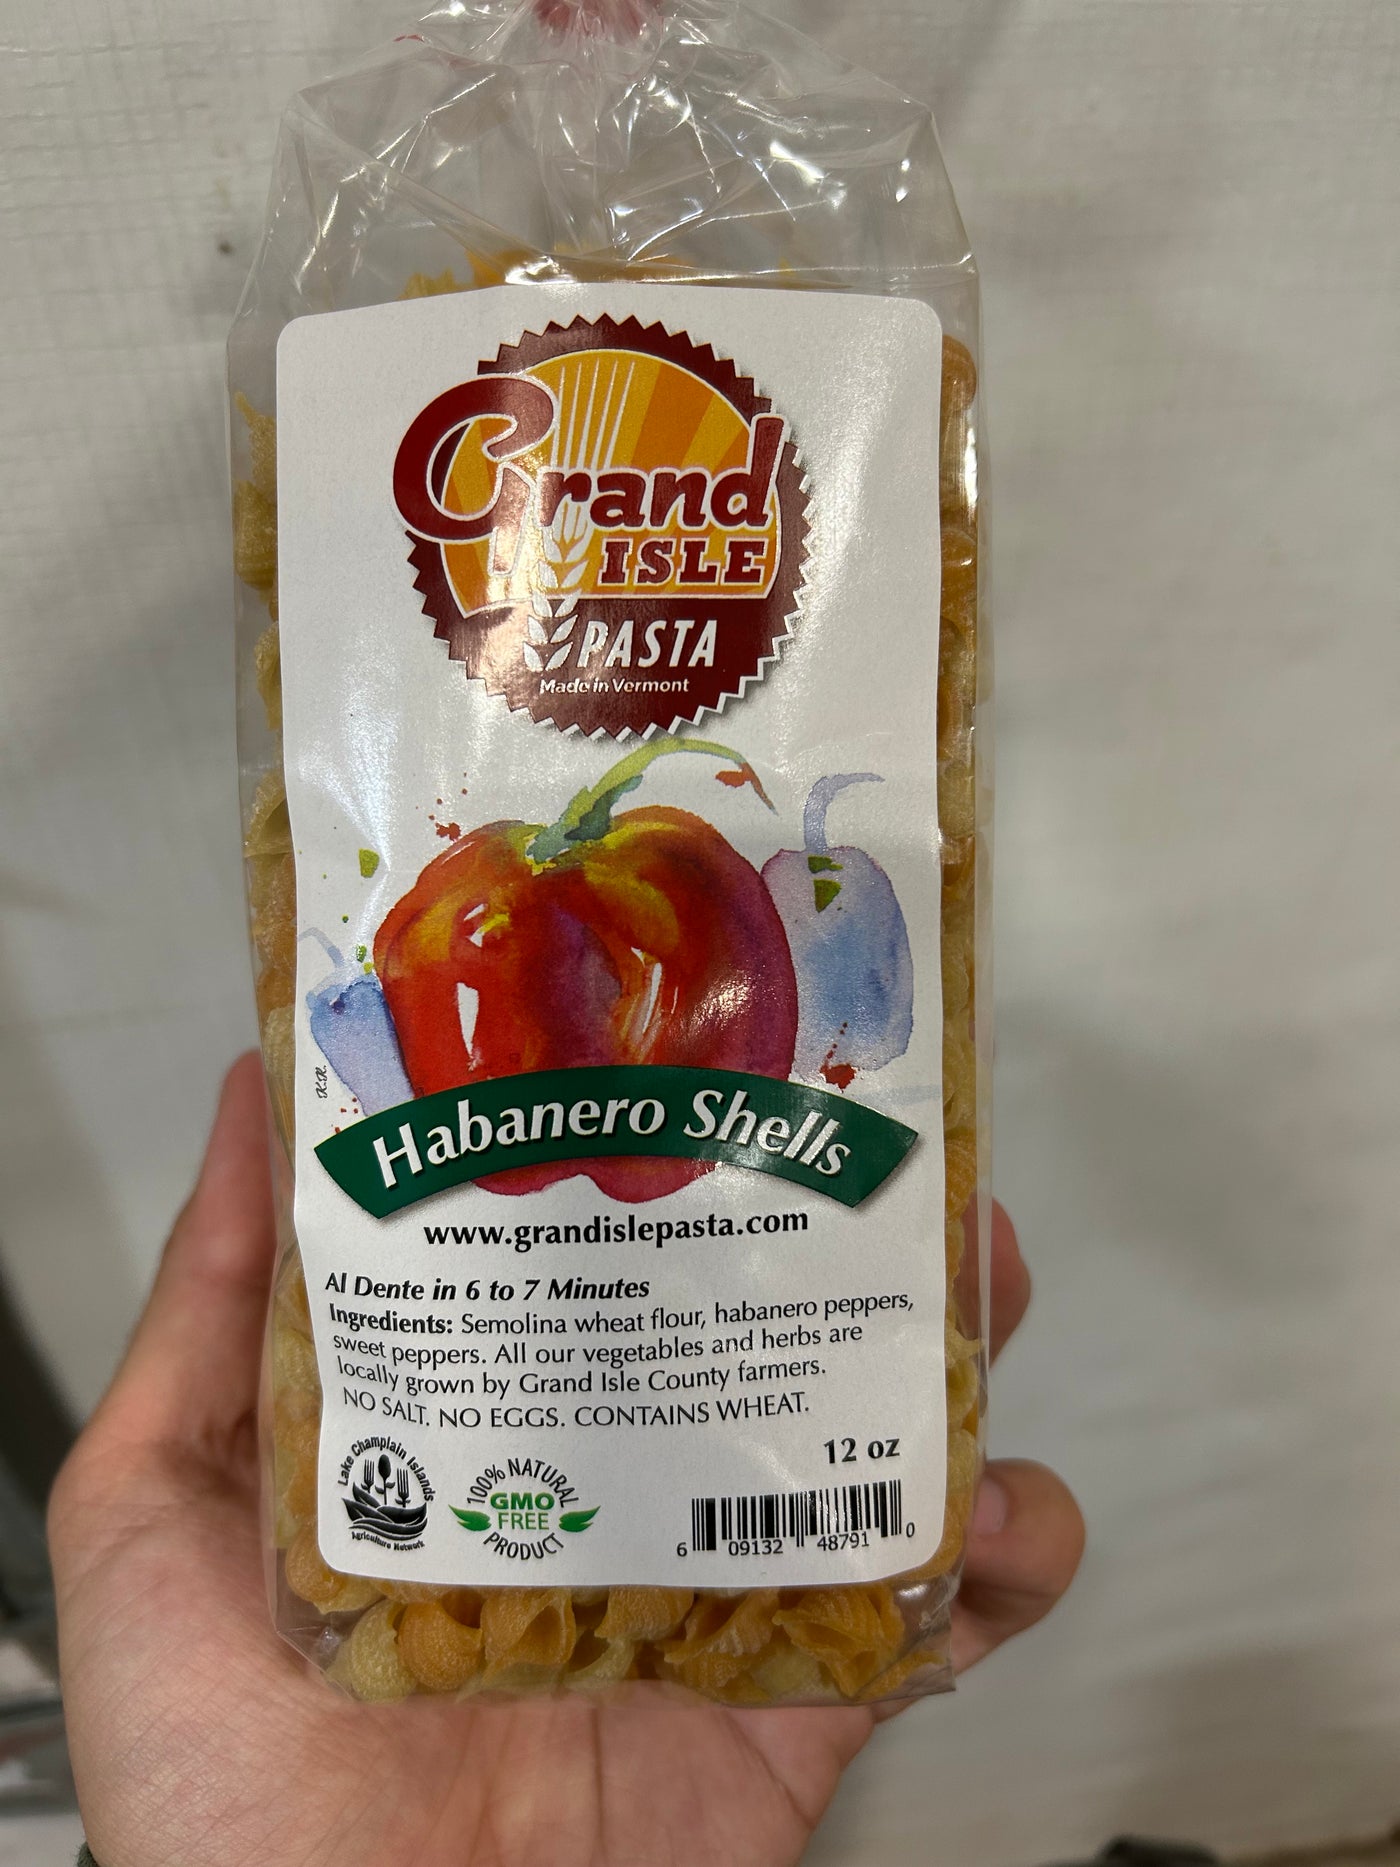 Grand
ISLE
PASTA
Made in Vermont
K.K.
Habanero Shells
www.grandislepasta.com
Al Dente in 6 to 7 Minutes
Ingredients: Semolina wheat flour, habanero peppers,
sweet peppers. All our vegetables and herbs are
locally grown by Grand Isle County farmers.
NO SALT. NO EGGS. CONTAINS WHEAT.
12 oz
Lake Champlain Islands
Agriculture Network
100% NATURAL
GMO
FREE
PRODUCT
6 09132 48791 0